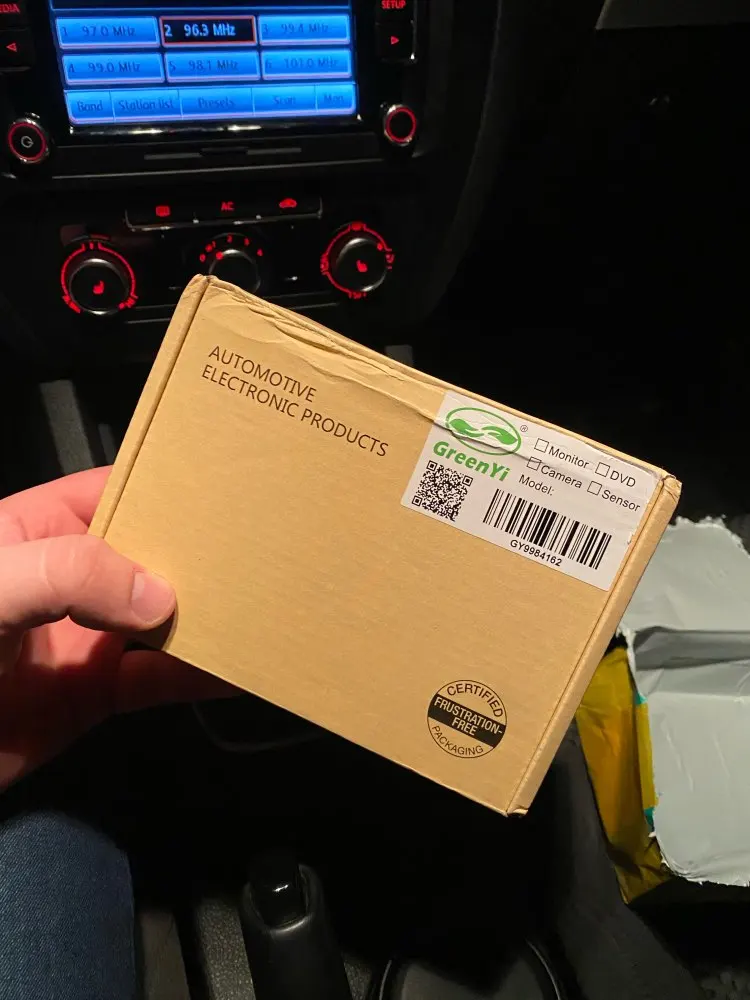 EDIA
SETUP
1 97.0 MHz
2 96.3 MHz
3 99.4 MHz
4 99.0 MHz
5 98.1 MHz
6 101.0 MHz
Band
Station list
Presets
Scan
Man
AC
AUTOMOTIVE
ELECTRONIC PRODUCTS
GreenYi
®
Monitor
DVD
Camera
Sensor
Model:
GY9984162
CERTIFIED
FRUSTRATION-
FREE
PACKAGING